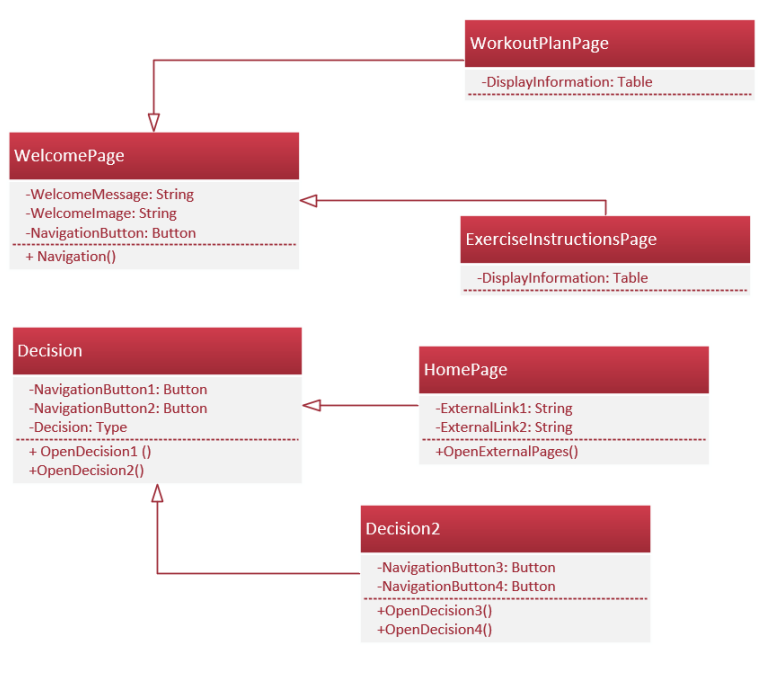 WorkoutPlanPage
-DisplayInformation: Table
WelcomePage
-WelcomeMessage: String
-WelcomeImage: String
-NavigationButton: Button
+ Navigation()
ExerciseInstructionsPage
-DisplayInformation: Table
Decision
-NavigationButton1: Button
-NavigationButton2: Button
-Decision: Type
+ OpenDecision1 ()
+OpenDecision2()
HomePage
-ExternalLink1: String
-ExternalLink2: String
+OpenExternalPages()
Decision2
-NavigationButton3: Button
-NavigationButton4: Button
+OpenDecision3()
+OpenDecision4()